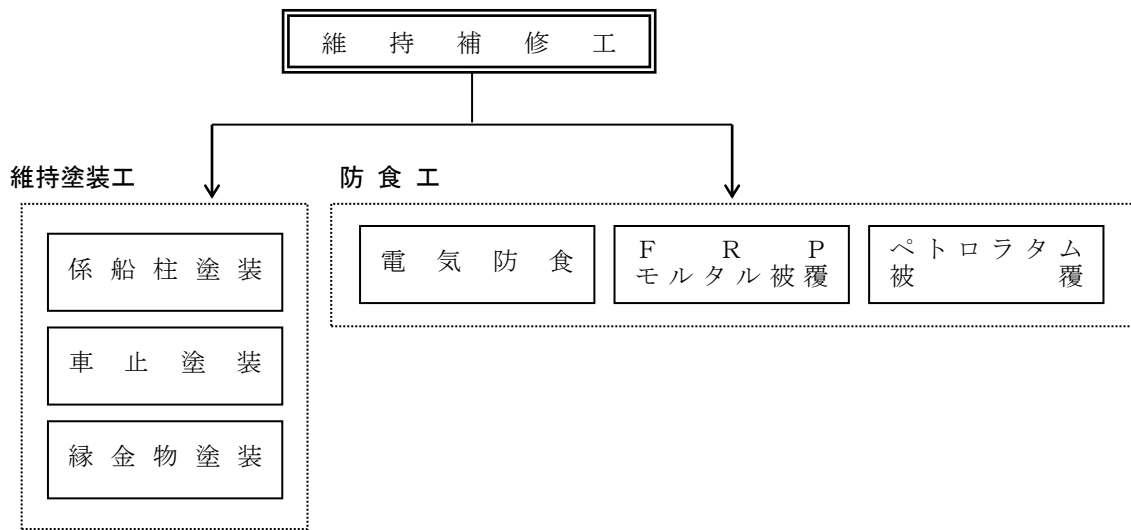 維持補修工
維持塗装工
防食工
係船柱塗装
車止塗装
縁金物塗装
電気防食
ＦＲＰ
モルタル被覆
ペトロラタム
被覆